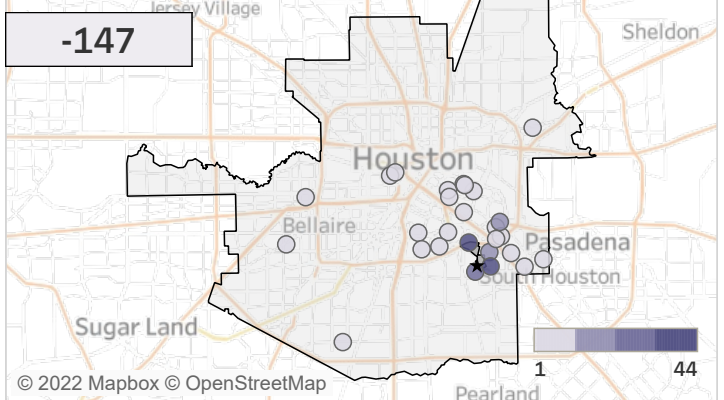 Jersey Village
-147
Sheldon
Houston
Bellaire
Pasadena
South Houston
Sugar Land
1
44
© 2022 Mapbox © OpenStreetMap
Pearland